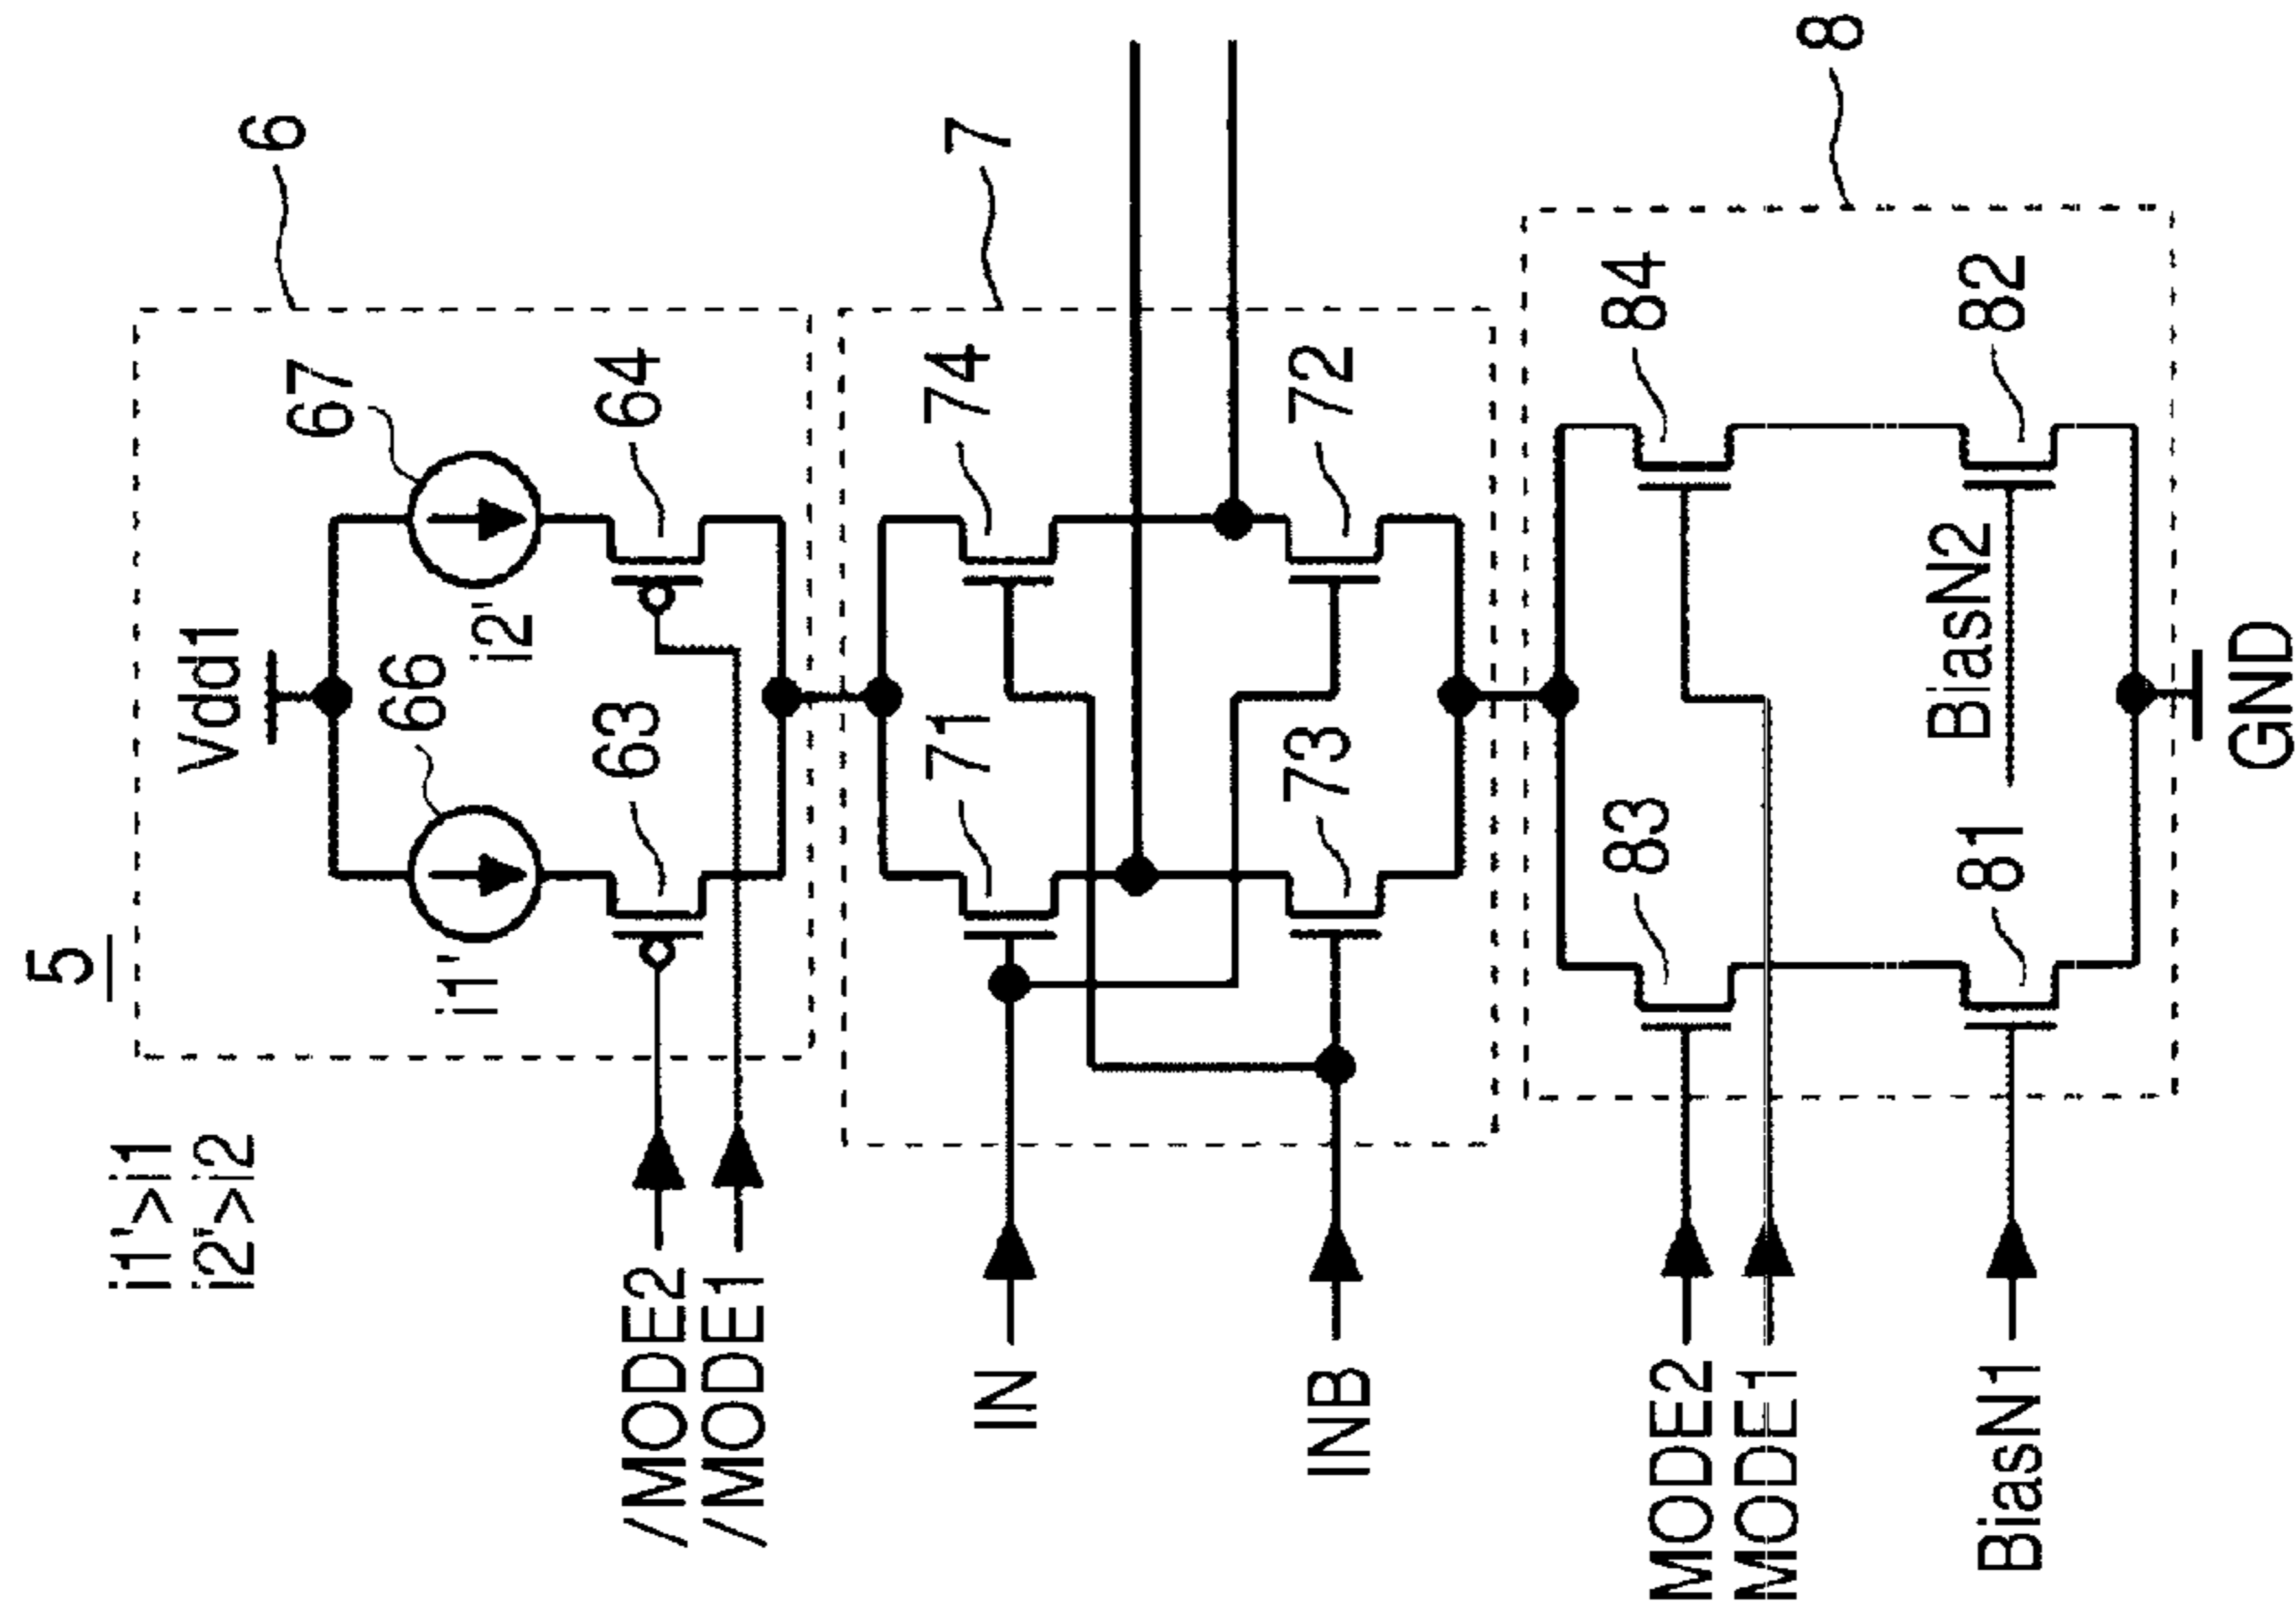 5
i1'>i1
i2'>i2
Vdd1
66
67
i1'
i2'
63
64
6
/MODE2
/MODE1
71
74
7
IN
73
72
INB
83
84
8
MODE2
MODE1
81
BiasN2
82
BiasN1
GND